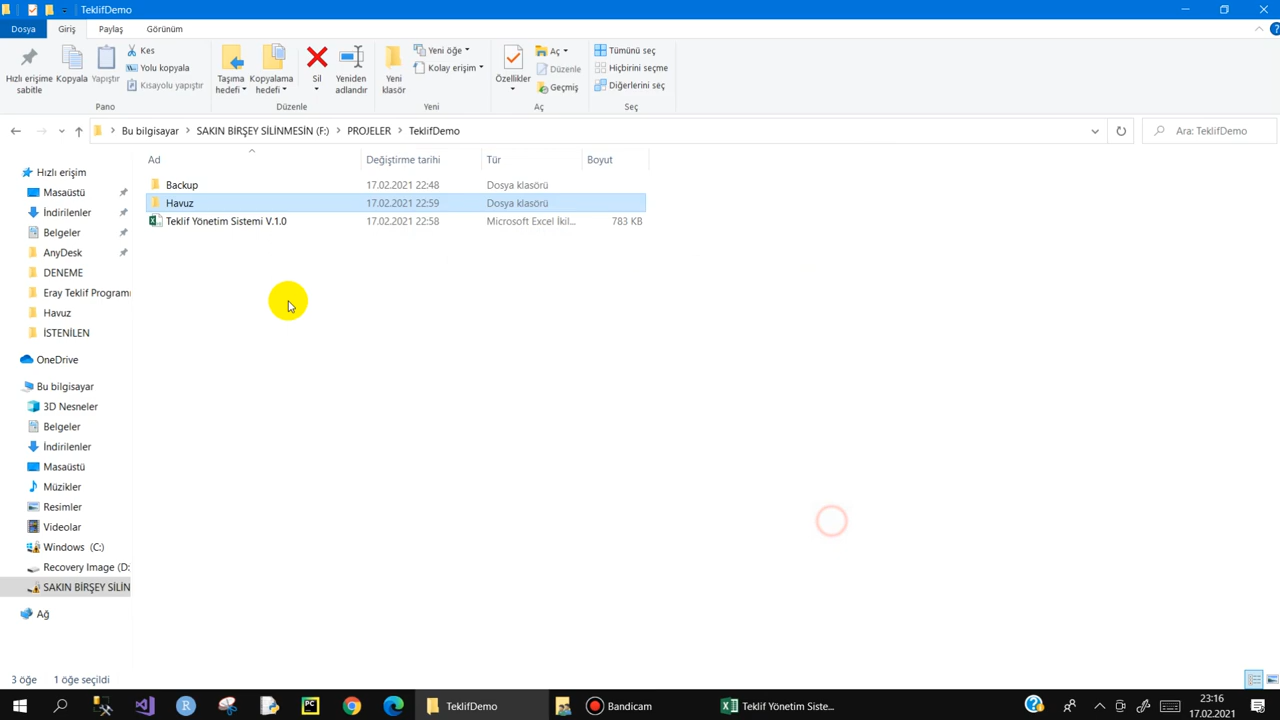 TeklifDemo
Dosya Giriş Paylaş Görünüm
Hızlı erişime sabitle
Kopyala
Yapıştır
Kes
Yolu kopyala
Kısayolu yapıştır
Pano
Taşıma hedefi
Kopyalama hedefi
Sil
Yeniden adlandır
Düzenle
Yeni klasör
Yeni öğe
Kolay erişim
Yeni
Özellikler
Aç
Düzenle
Geçmiş
Aç
Tümünü seç
Hiçbirini seçme
Diğerlerini seç
Seç
Bu bilgisayar SAKIN BİRŞEY SİLİNMESİN (F:) PROJELER TeklifDemo
Ara: TeklifDemo
Ad Değiştirme tarihi Tür Boyut
Backup 17.02.2021 22:48 Dosya klasörü
Havuz 17.02.2021 22:59 Dosya klasörü
Teklif Yönetim Sistemi V.1.0 17.02.2021 22:58 Microsoft Excel İkil... 783 KB
Hızlı erişim
Masaüstü
İndirilenler
Belgeler
AnyDesk
DENEME
Eray Teklif Program
Havuz
İSTENİLEN
OneDrive
Bu bilgisayar
3D Nesneler
Belgeler
İndirilenler
Masaüstü
Müzikler
Resimler
Videolar
Windows (C:)
Recovery Image (D:
SAKIN BİRŞEY SİLİN
Ağ
3 öğe 1 öğe seçildi
TeklifDemo
Bandicam
Teklif Yönetim Siste...
23:16
17.02.2021